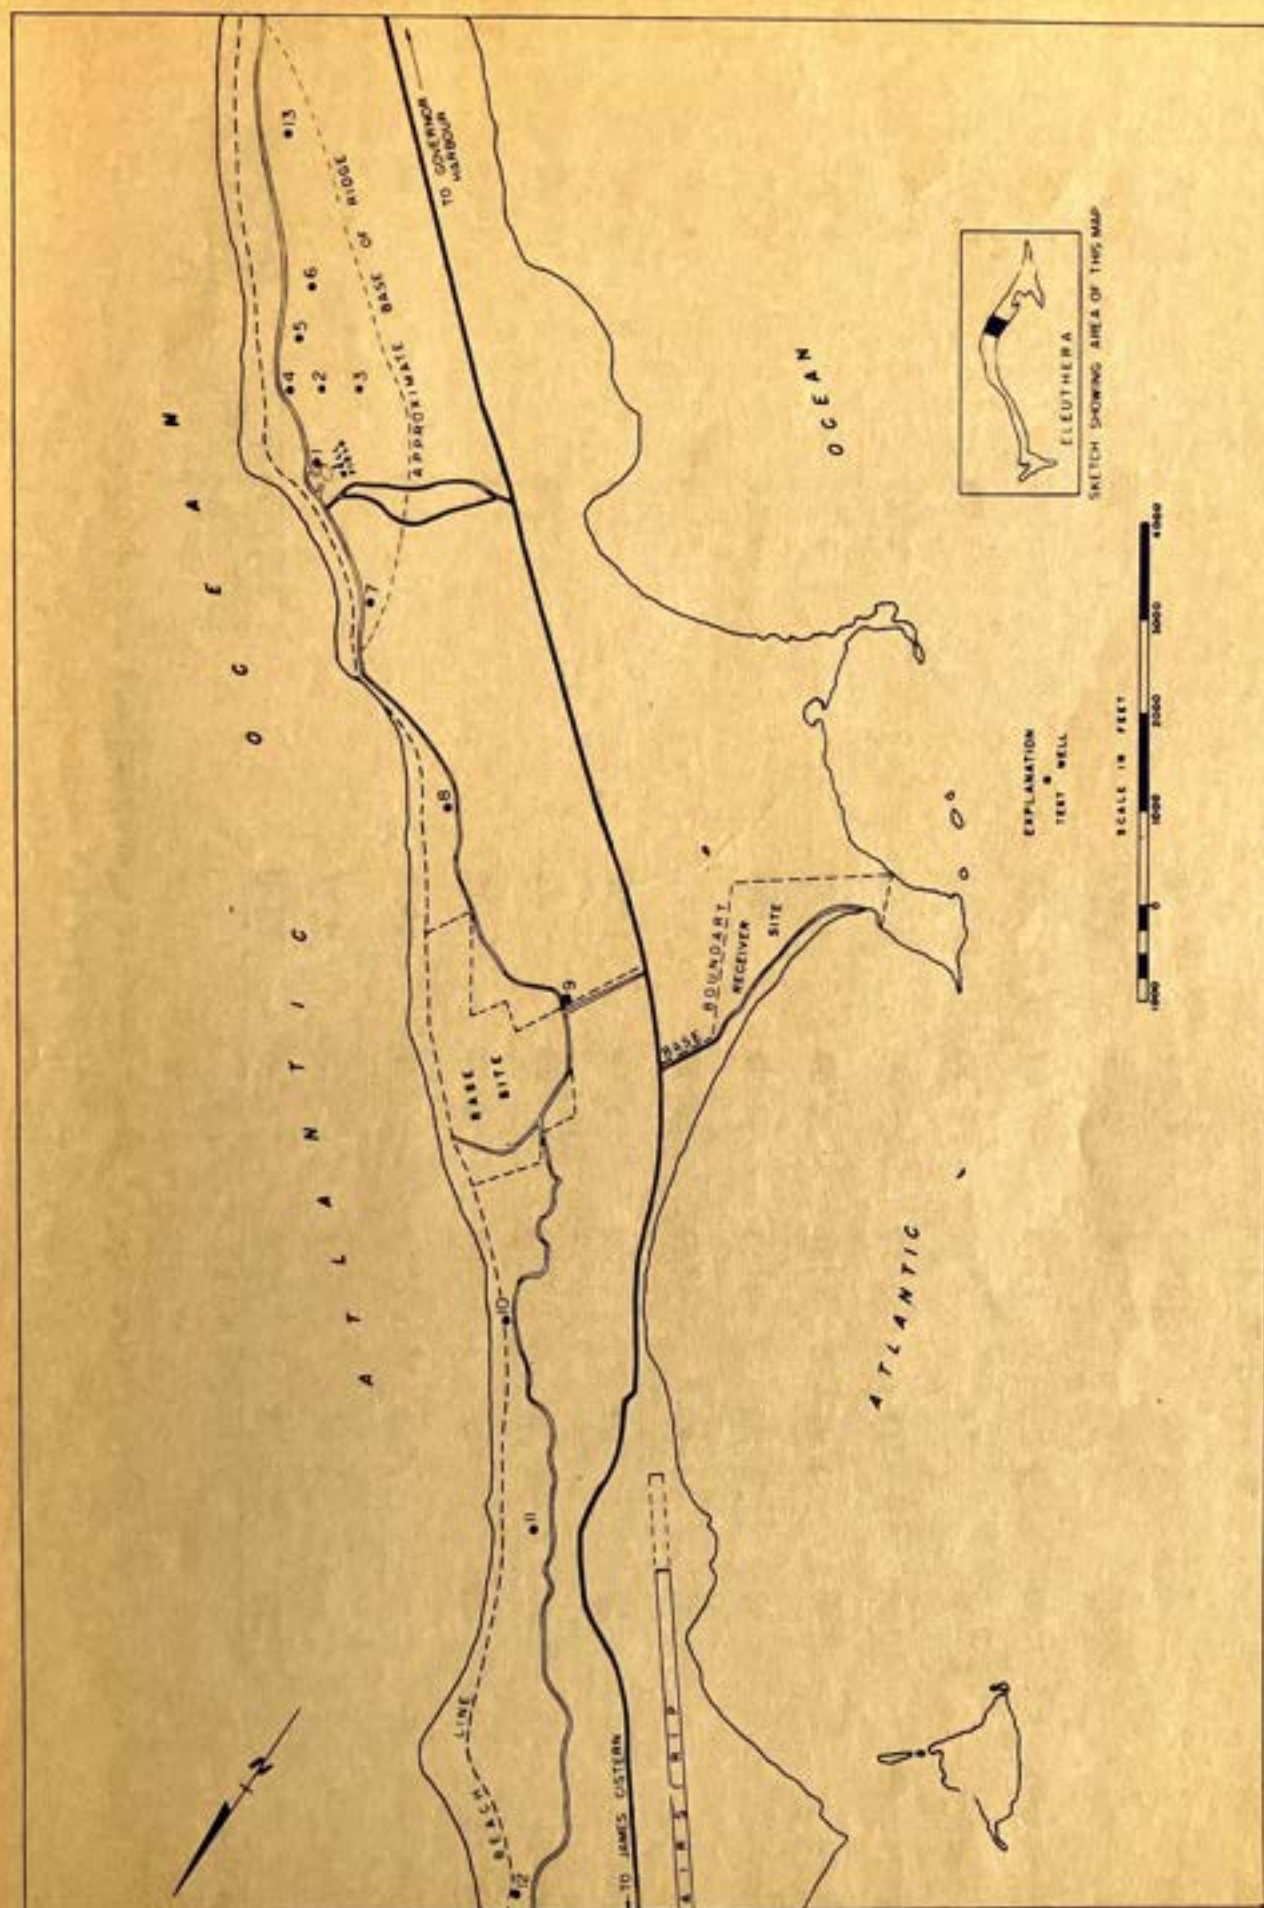 ATLANTIC OCEAN
13
6
5
4
2
3
1
7
8
9
10
11
12
APPROXIMATE BASE OF RIDGE
TO GOVERNOR
HARBOUR
BASE
SITE
BASE BOUNDARY
RECEIVER
SITE
BEACH LINE
TO JAMES CISTERN
AIRSTRIP
N
ATLANTIC OCEAN
EXPLANATION
TEST WELL
SCALE IN FEET
1000 0 1000 2000 3000 4000
ELEUTHERA
SKETCH SHOWING AREA OF THIS MAP